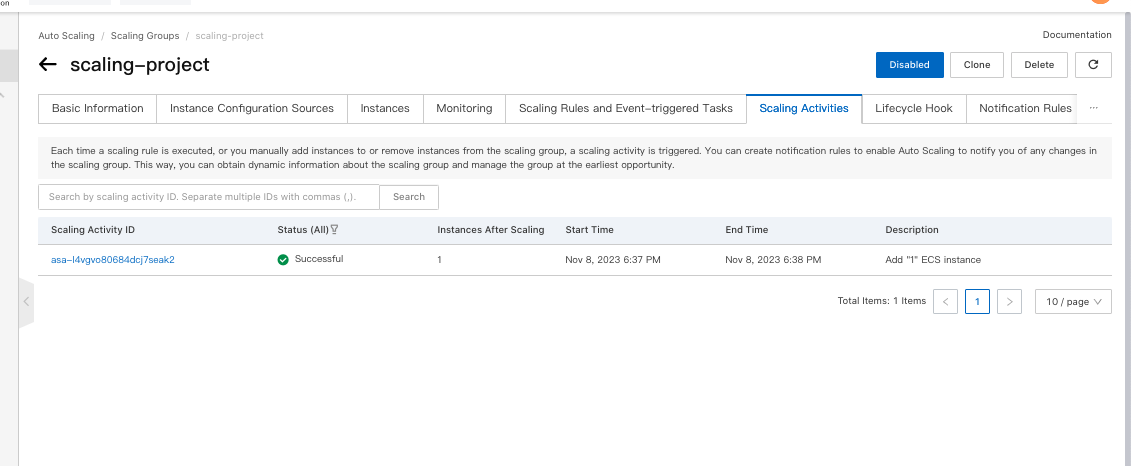 on
Auto Scaling / Scaling Groups / scaling-project
Documentation
scaling-project
Disabled
Clone
Delete
Basic Information
Instance Configuration Sources
Instances
Monitoring
Scaling Rules and Event-triggered Tasks
Scaling Activities
Lifecycle Hook
Notification Rules
...
Each time a scaling rule is executed, or you manually add instances to or remove instances from the scaling group, a scaling activity is triggered. You can create notification rules to enable Auto Scaling to notify you of any changes in
the scaling group. This way, you can obtain dynamic information about the scaling group and manage the group at the earliest opportunity.
Search by scaling activity ID. Separate multiple IDs with commas (,).
Search
Scaling Activity ID
Status (All)
Instances After Scaling
Start Time
End Time
Description
asa-l4vgvo80684dcj7seak2
Successful
1
Nov 8, 2023 6:37 PM
Nov 8, 2023 6:38 PM
Add "1" ECS instance
Total Items: 1 Items
<
1
>
10 / page